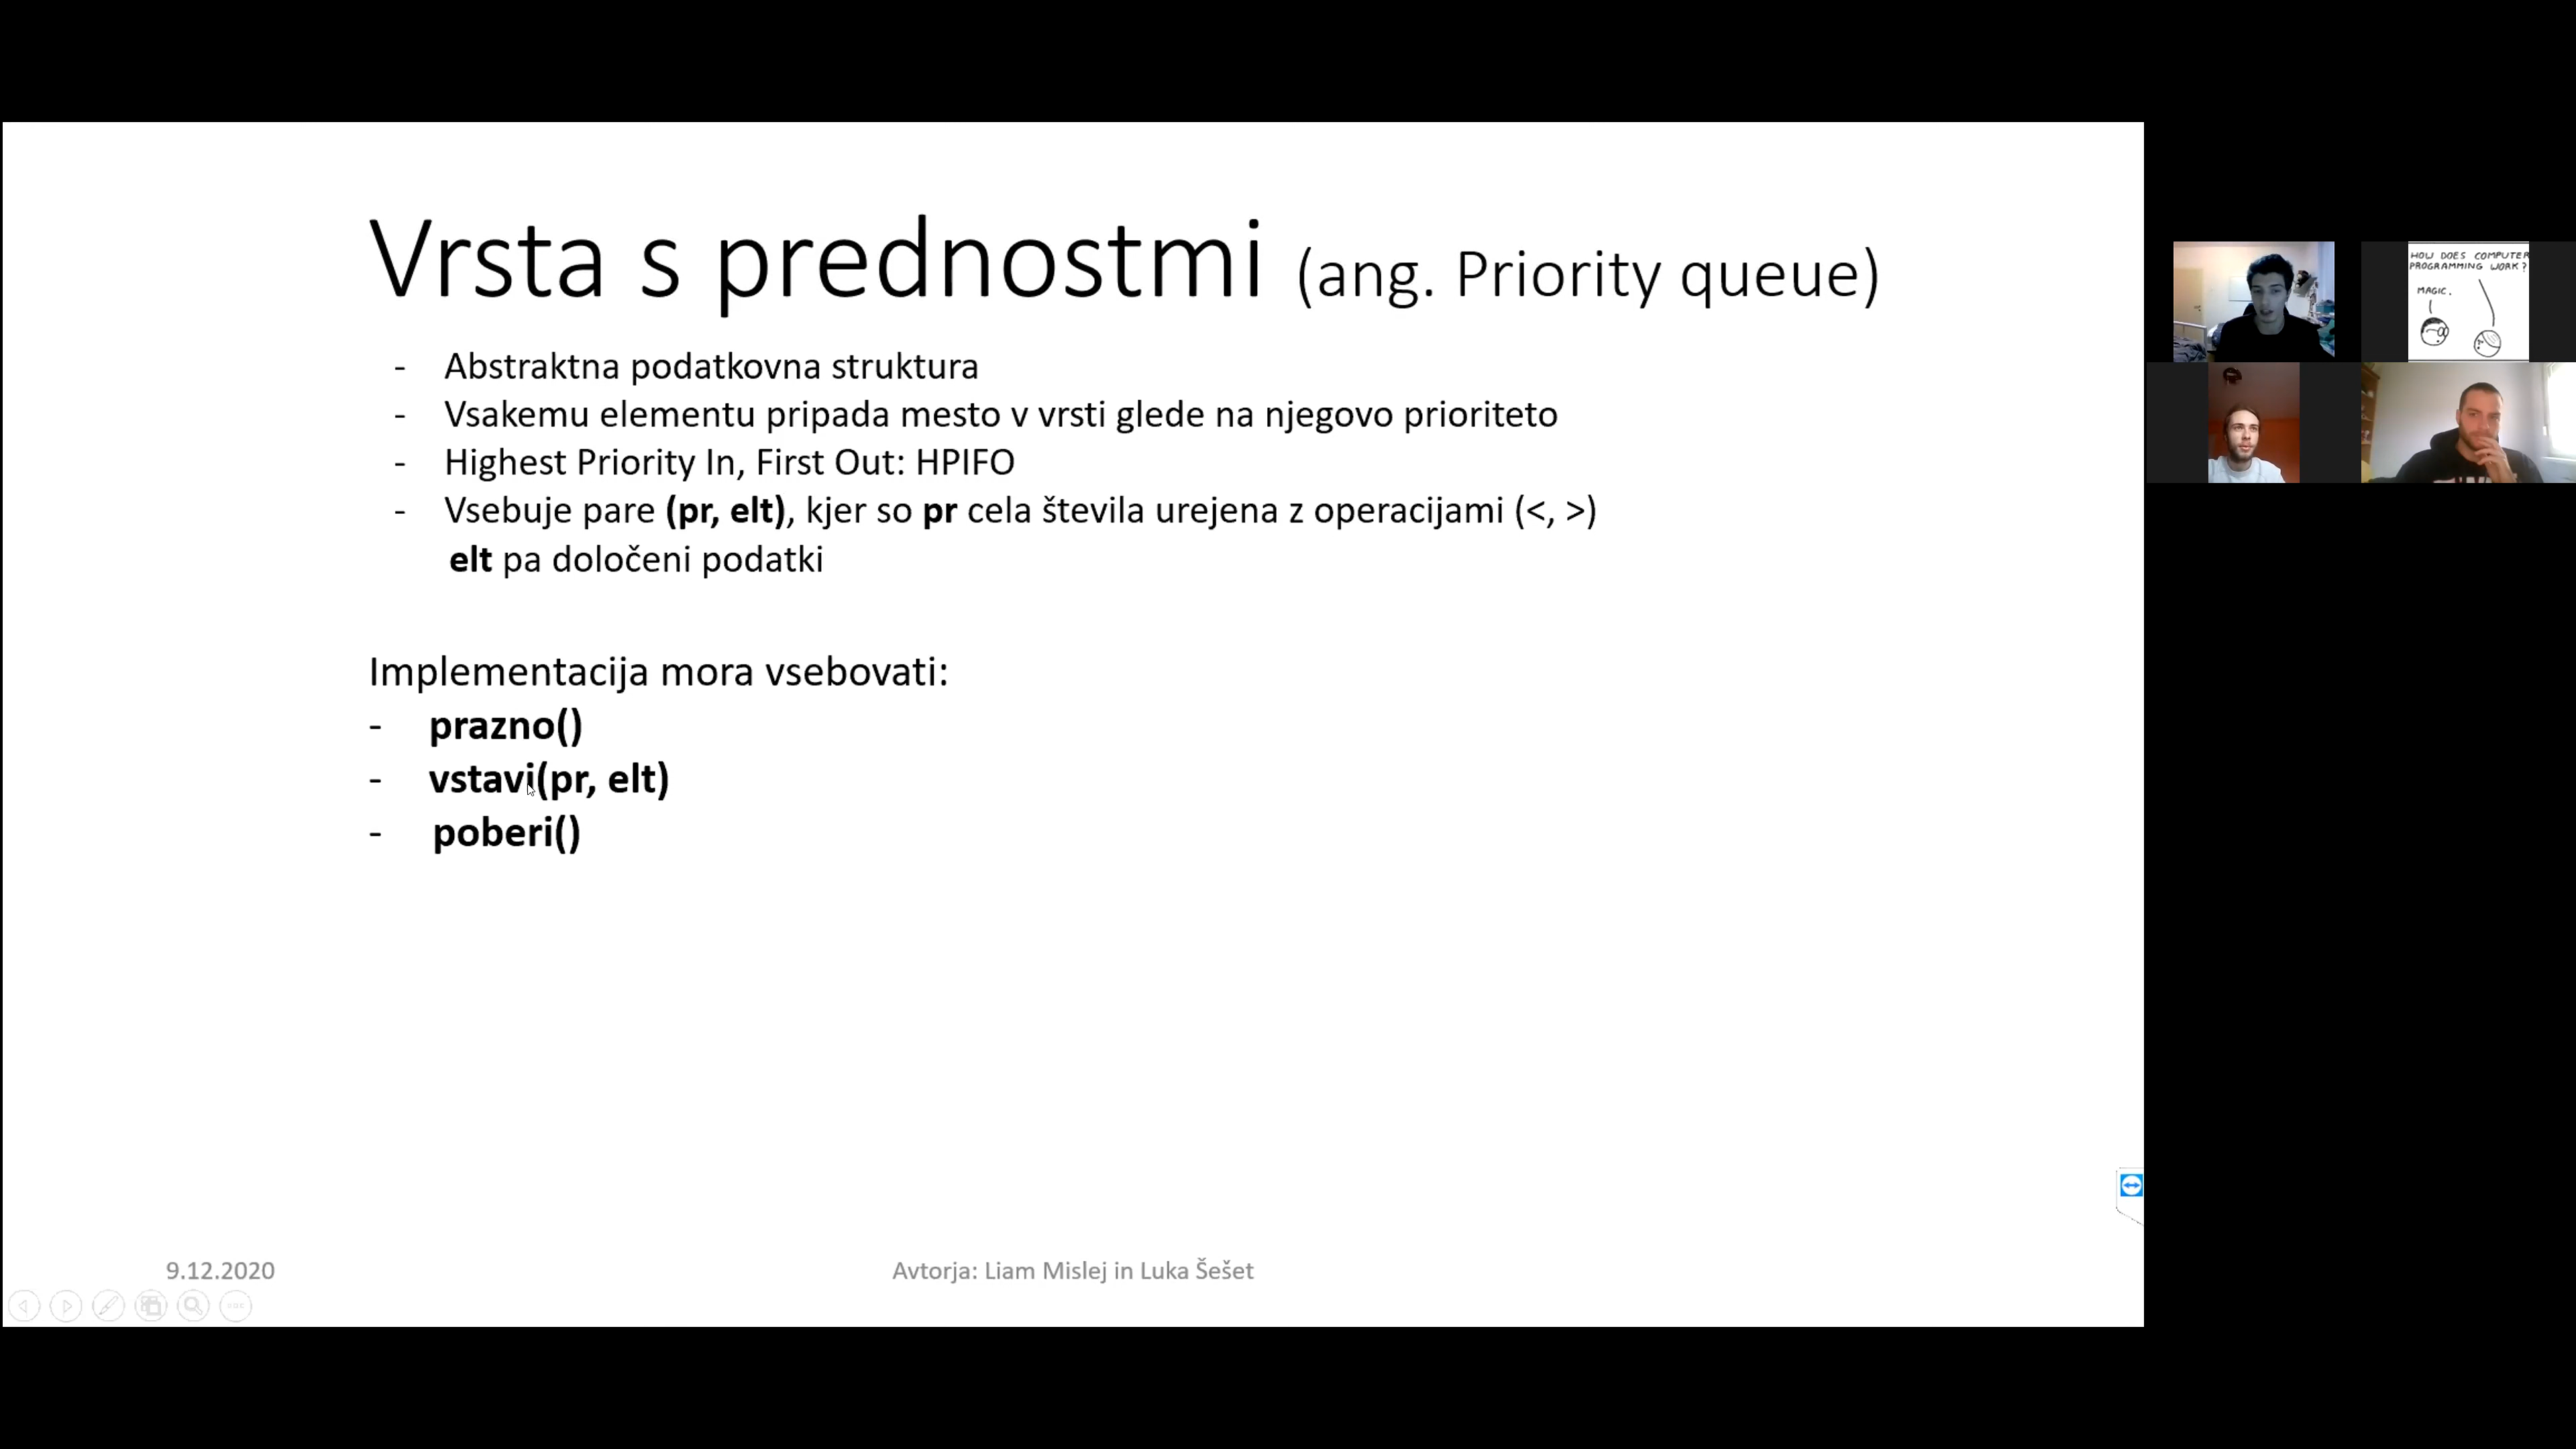 Vrsta s prednostmi (ang. Priority queue)
- Abstraktna podatkovna struktura
- Vsakemu elementu pripada mesto v vrsti glede na njegovo prioriteto
- Highest Priority In, First Out: HPIFO
- Vsebuje pare (pr, elt), kjer so pr cela števila urejena z operacijami (<, >)
elt pa določeni podatki
Implementacija mora vsebovati:
- prazno()
- vstavi(pr, elt)
- poberi()
9.12.2020
Avtorja: Liam Mislej in Luka Šešet
HOW DOES COMPUTER
PROGRAMMING WORK?
MAGIC.